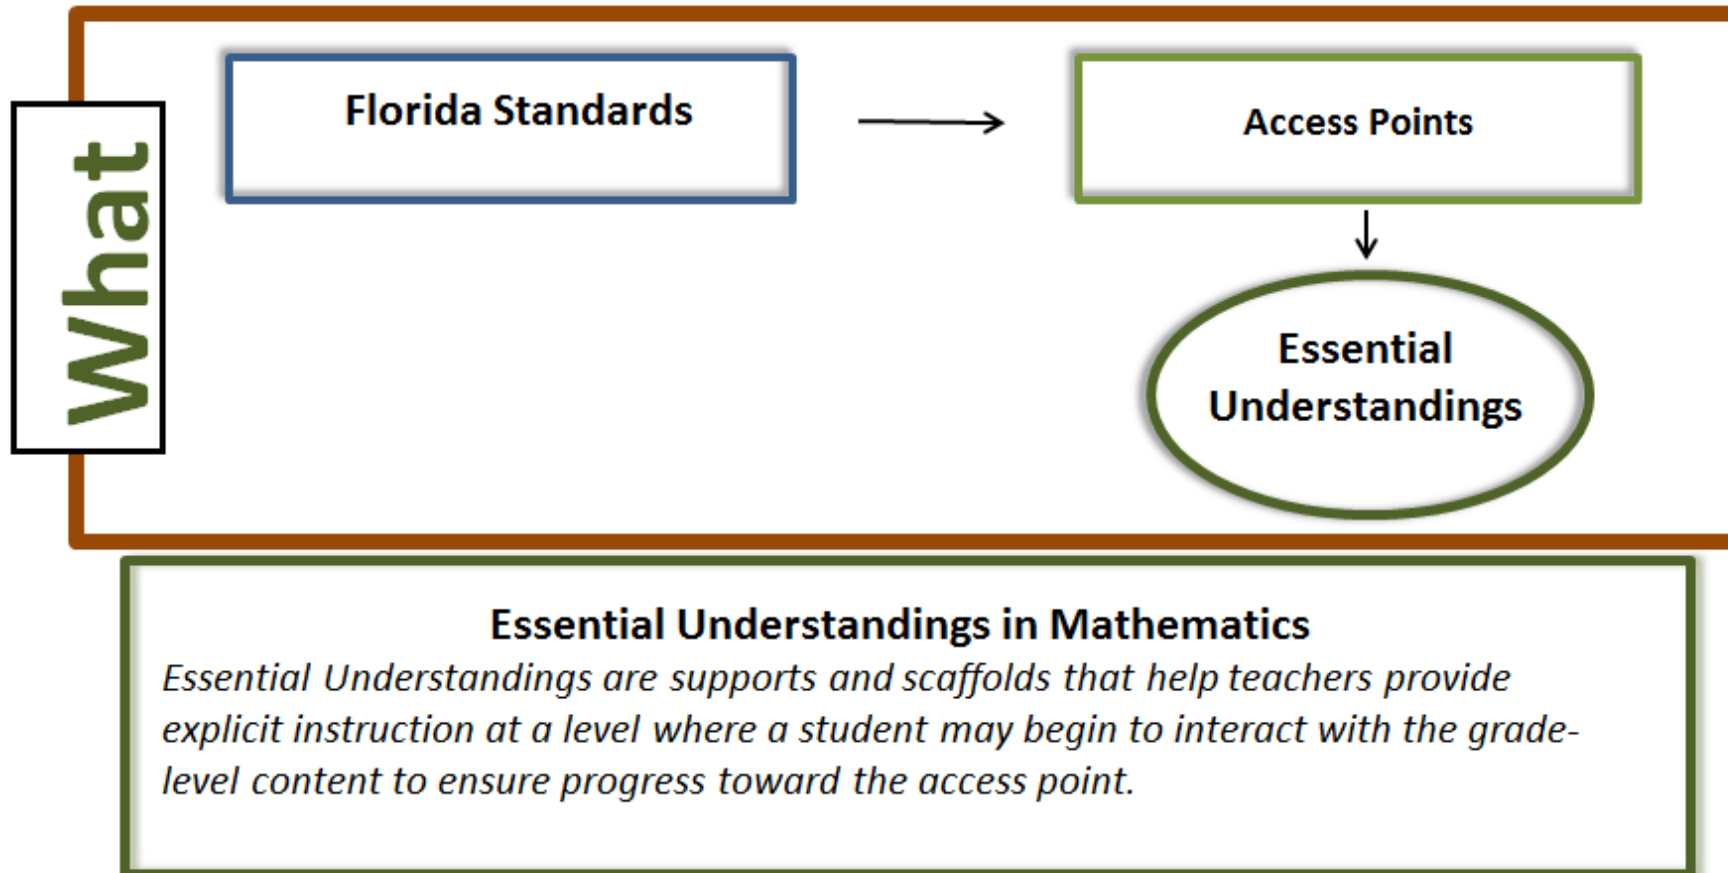 What
Florida Standards
Access Points
Essential
Understandings
Essential Understandings in Mathematics
Essential Understandings are supports and scaffolds that help teachers provide
explicit instruction at a level where a student may begin to interact with the grade-
level content to ensure progress toward the access point.